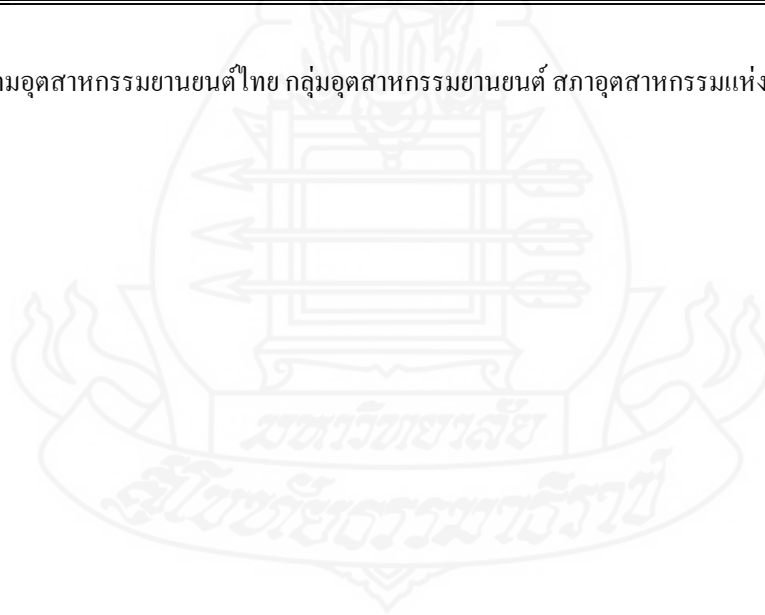 มอุตสาหกรรมยานยนต์ไทย กลุ่มอุตสาหกรรมยานยนต์ สภาอุตสาหกรรมแห่ง
มหาวิทยาลัย
สุโขทัยธรรมาธิราช